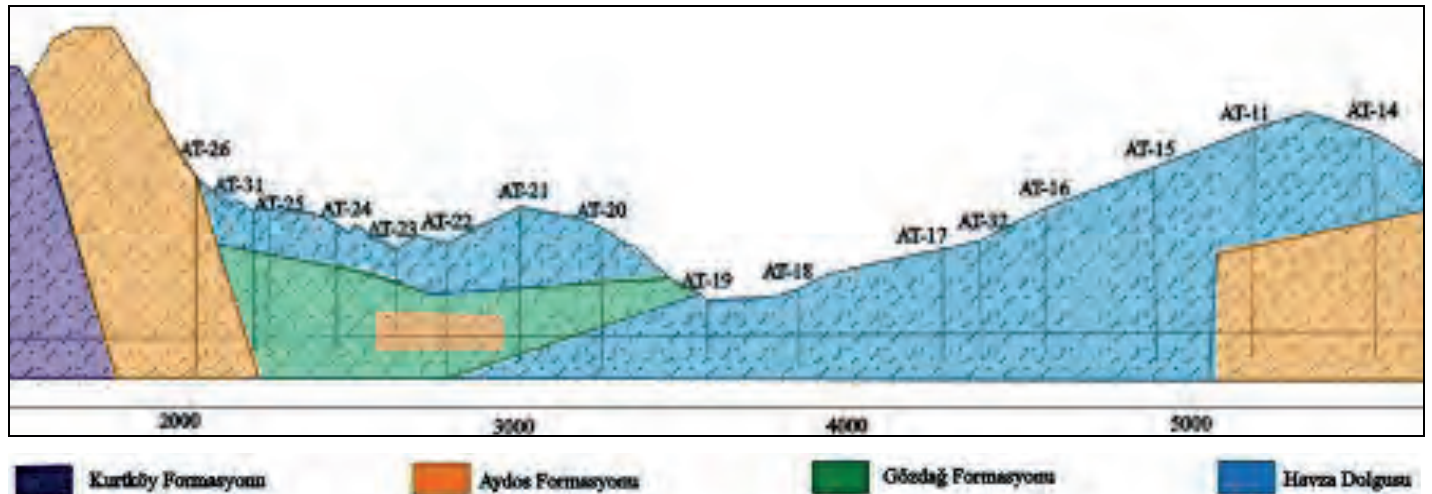 AT-26
AT-31
AT-25
AT-24
AT-23
AT-22
AT-21
AT-20
AT-19
AT-18
AT-17
AT-32
AT-16
AT-15
AT-11
AT-14
2000
3000
4000
5000
Kurtköy Formasyonu
Aydos Formasyonu
Gözdağ Formasyonu
Havza Dolgusu